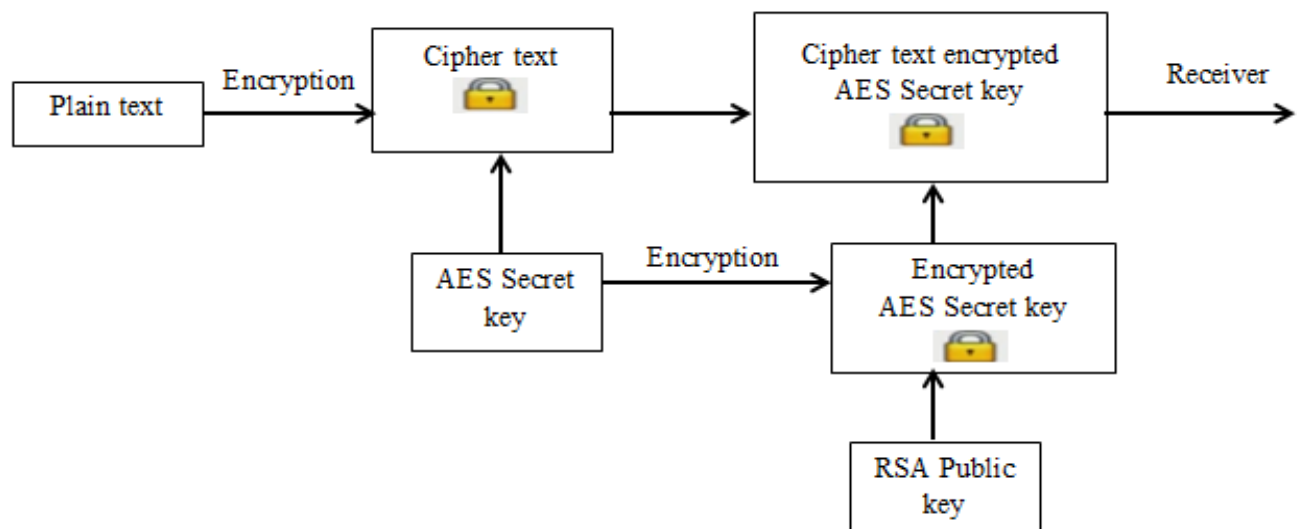 Plain text
Encryption
Cipher text
Cipher text encrypted
AES Secret key
Receiver
AES Secret
key
Encryption
Encrypted
AES Secret key
RSA Public
key